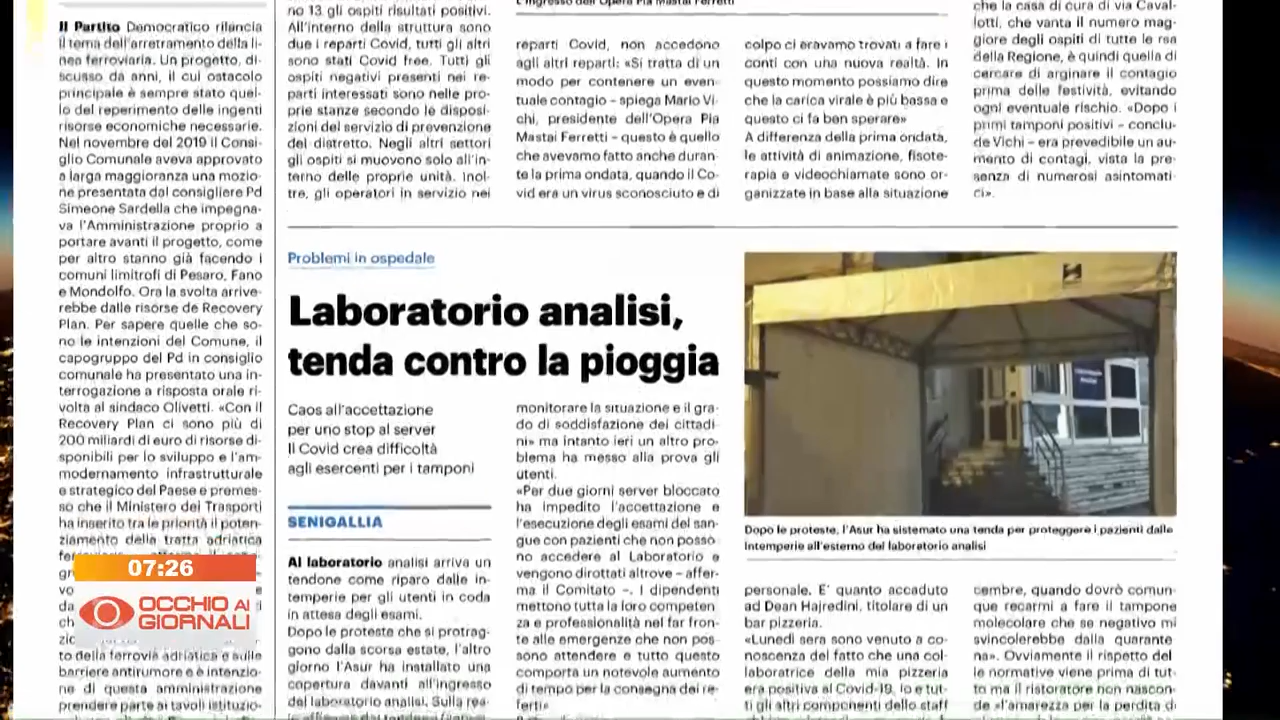 Il Partito Democratico rilancia
il tema dell'arretramento della li-
nea ferroviaria. Un progetto, di-
scusso da anni, il cui ostacolo
principale è sempre stato quel-
lo del reperimento delle ingenti
risorse economiche necessarie.
Nel novembre del 2019 il Consi-
glio Comunale aveva approvato
a larga maggioranza una mozio-
ne presentata dal consigliere Pd
Simeone Sardella che impegna-
va l'Amministrazione proprio a
portare avanti il progetto, come
per altro stanno già facendo i
comuni limitrofi di Pesaro, Fano
e Mondolfo. Ora la svolta arrive-
rebbe dalle risorse de Recovery
Plan. Per sapere quelle che so-
no le intenzioni del Comune, il
capogruppo del Pd in consiglio
comunale ha presentato una in-
terrogazione a risposta orale ri-
volta al sindaco Olivetti. «Con il
Recovery Plan ci sono più di
200 miliardi di euro di risorse di-
sponibili per lo sviluppo e l'am-
modernamento infrastrutturale
e strategico del Paese e premes-
so che il Ministero dei Trasporti
ha inserito tra le priorità il poten-
ziamento della tratta adriatica
to della ferrovia adriatica e sulle
barriere antirumore e è intenzio-
ne di questa amministrazione
prendere parte ai tavoli istituzio-
no 13 gli ospiti risultati positivi.
All'interno della struttura sono
due i reparti Covid, tutti gli altri
sono stati Covid free. Tutti gli
ospiti negativi presenti nei re-
parti interessati sono nelle pro-
prie stanze secondo le disposi-
zioni del servizio di prevenzione
del distretto. Negli altri settori
gli ospiti si muovono solo all'in-
terno delle proprie unità. Inol-
tre, gli operatori in servizio nei
L'ingresso dell'Opera Pia Mastai Ferretti
reparti Covid, non accedono
agli altri reparti: «Si tratta di un
modo per contenere un even-
tuale contagio – spiega Mario Vi-
chi, presidente dell'Opera Pia
Mastai Ferretti – questo è quello
che avevamo fatto anche duran-
te la prima ondata, quando il Co-
vid era un virus sconosciuto e di
colpo ci eravamo trovati a fare i
conti con una nuova realtà. In
questo momento possiamo dire
che la carica virale è più bassa e
questo ci fa ben sperare»
A differenza della prima ondata,
le attività di animazione, fisiote-
rapia e videochiamate sono or-
ganizzate in base alla situazione
che la casa di cura di via Caval-
lotti, che vanta il numero mag-
giore degli ospiti di tutte le rsa
della Regione, è quindi quella di
cercare di arginare il contagio
prima delle festività, evitando
ogni eventuale rischio. «Dopo i
primi tamponi positivi – conclu-
de Vichi – era prevedibile un au-
mento di contagi, vista la pre-
senza di numerosi asintomati-
ci».
Problemi in ospedale
Laboratorio analisi,
tenda contro la pioggia
Caos all'accettazione
per uno stop al server
Il Covid crea difficoltà
agli esercenti per i tamponi
SENIGALLIA
Al laboratorio analisi arriva un
tendone come riparo dalle in-
temperie per gli utenti in coda
in attesa degli esami.
Dopo le proteste che si protrag-
gono dalla scorsa estate, l'altro
giorno l'Asur ha installato una
copertura davanti all'ingresso
del laboratorio analisi. Sulla res-
monitorare la situazione e il gra-
do di soddisfazione dei cittadi-
ni» ma intanto ieri un altro pro-
blema ha messo alla prova gli
utenti.
«Per due giorni server bloccato
ha impedito l'accettazione e
l'esecuzione degli esami del san-
gue con pazienti che non posso-
no accedere al Laboratorio e
vengono dirottati altrove – affer-
ma il Comitato –. I dipendenti
mettono tutta la loro competen
za e professionalità nel far fron-
te alle emergenze che non pos-
sono attendere e tutto questo
comporta un notevole aumento
di tempo per la consegna dei re-
ferti»
Dopo le proteste, l'Asur ha sistemato una tenda per proteggere i pazienti dalle
intemperie all'esterno del laboratorio analisi
personale. E' quanto accaduto
ad Dean Hajredini, titolare di un
bar pizzeria.
«Lunedì sera sono venuto a co-
noscenza del fatto che una col-
laboratrice della mia pizzeria
era positiva al Covid-19. Io e tut-
ti gli altri componenti dello staff
cembre, quando dovrò comun-
que recarmi a fare il tampone
molecolare che se negativo mi
svincolerebbe dalla quarante
na». Ovviamente il rispetto del
le normative viene prima di tut-
to ma il ristoratore non nascon-
de «l'amarezza per la perdita di
07:26
OCCHIO AI
GIORNALI